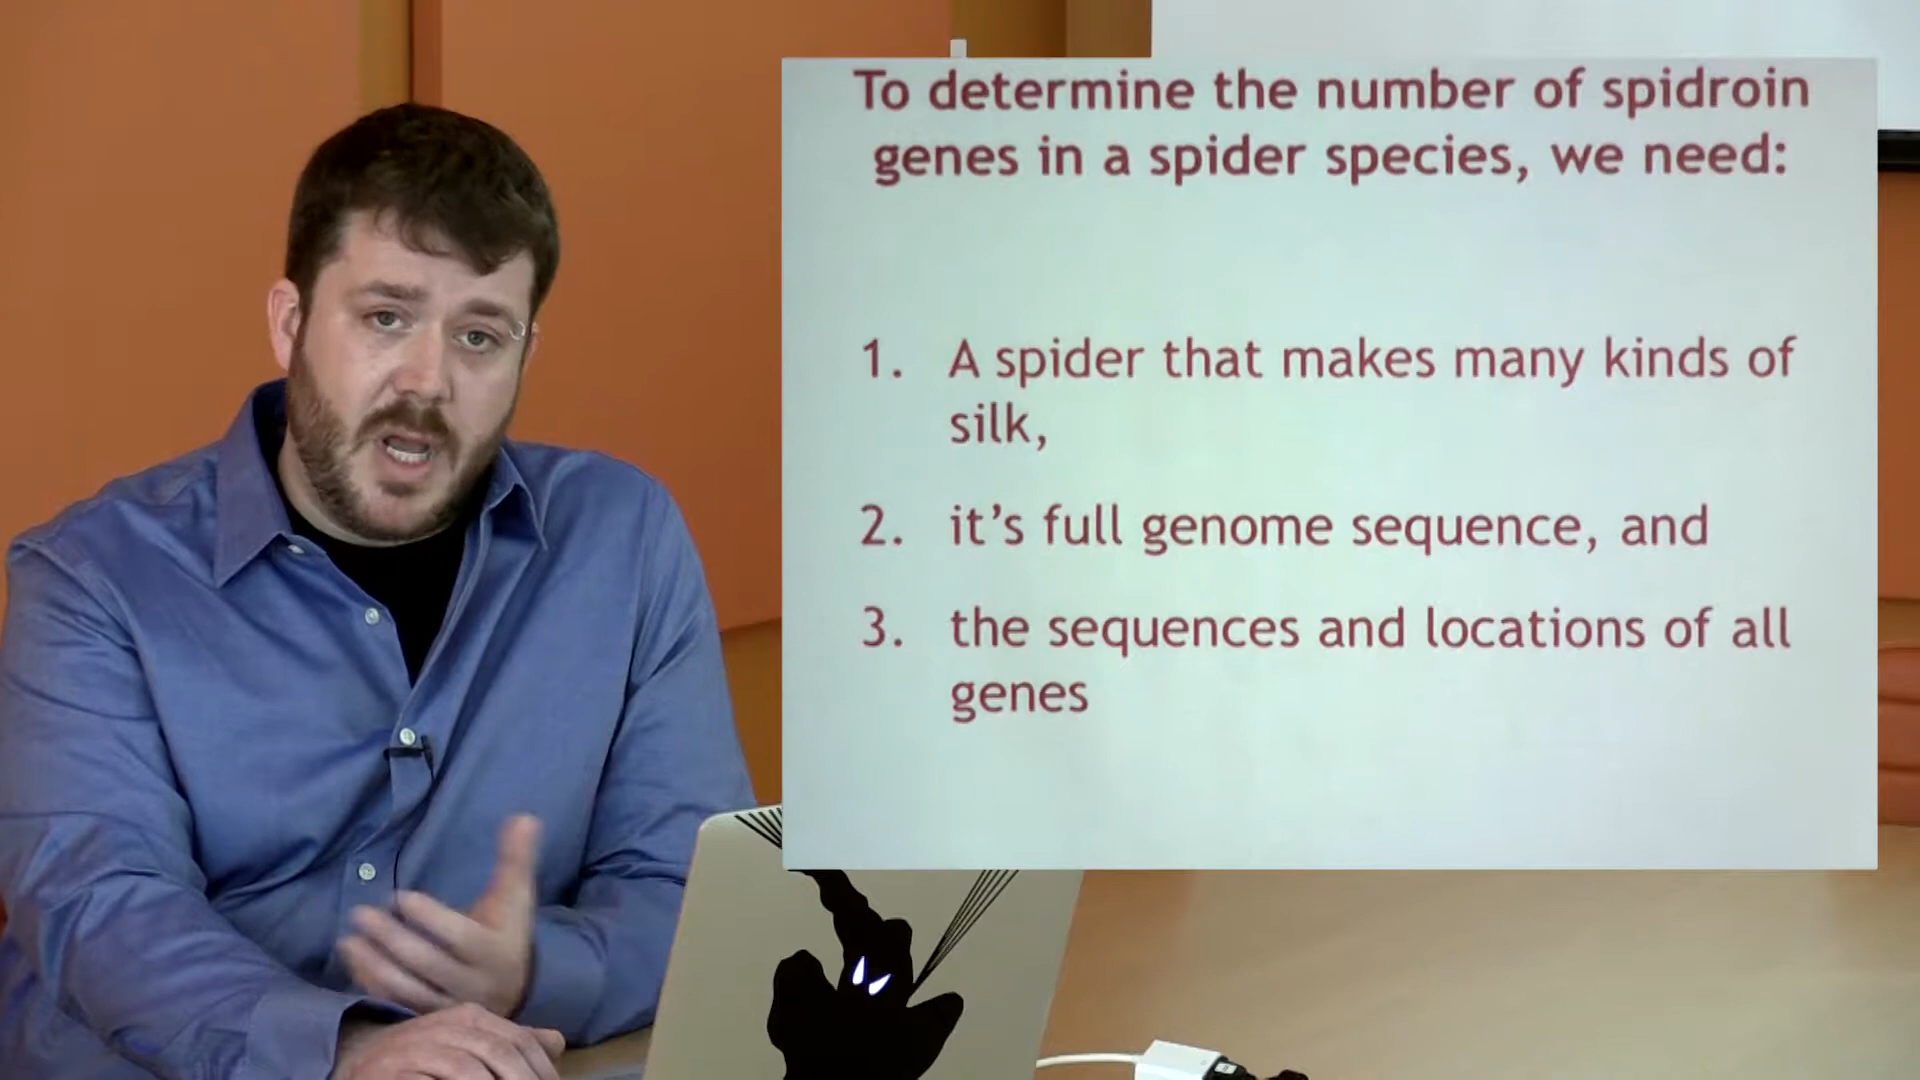 To determine the number of spidroin
genes in a spider species, we need:
1. A spider that makes many kinds of
silk,
2. it’s full genome sequence, and
3. the sequences and locations of all
genes